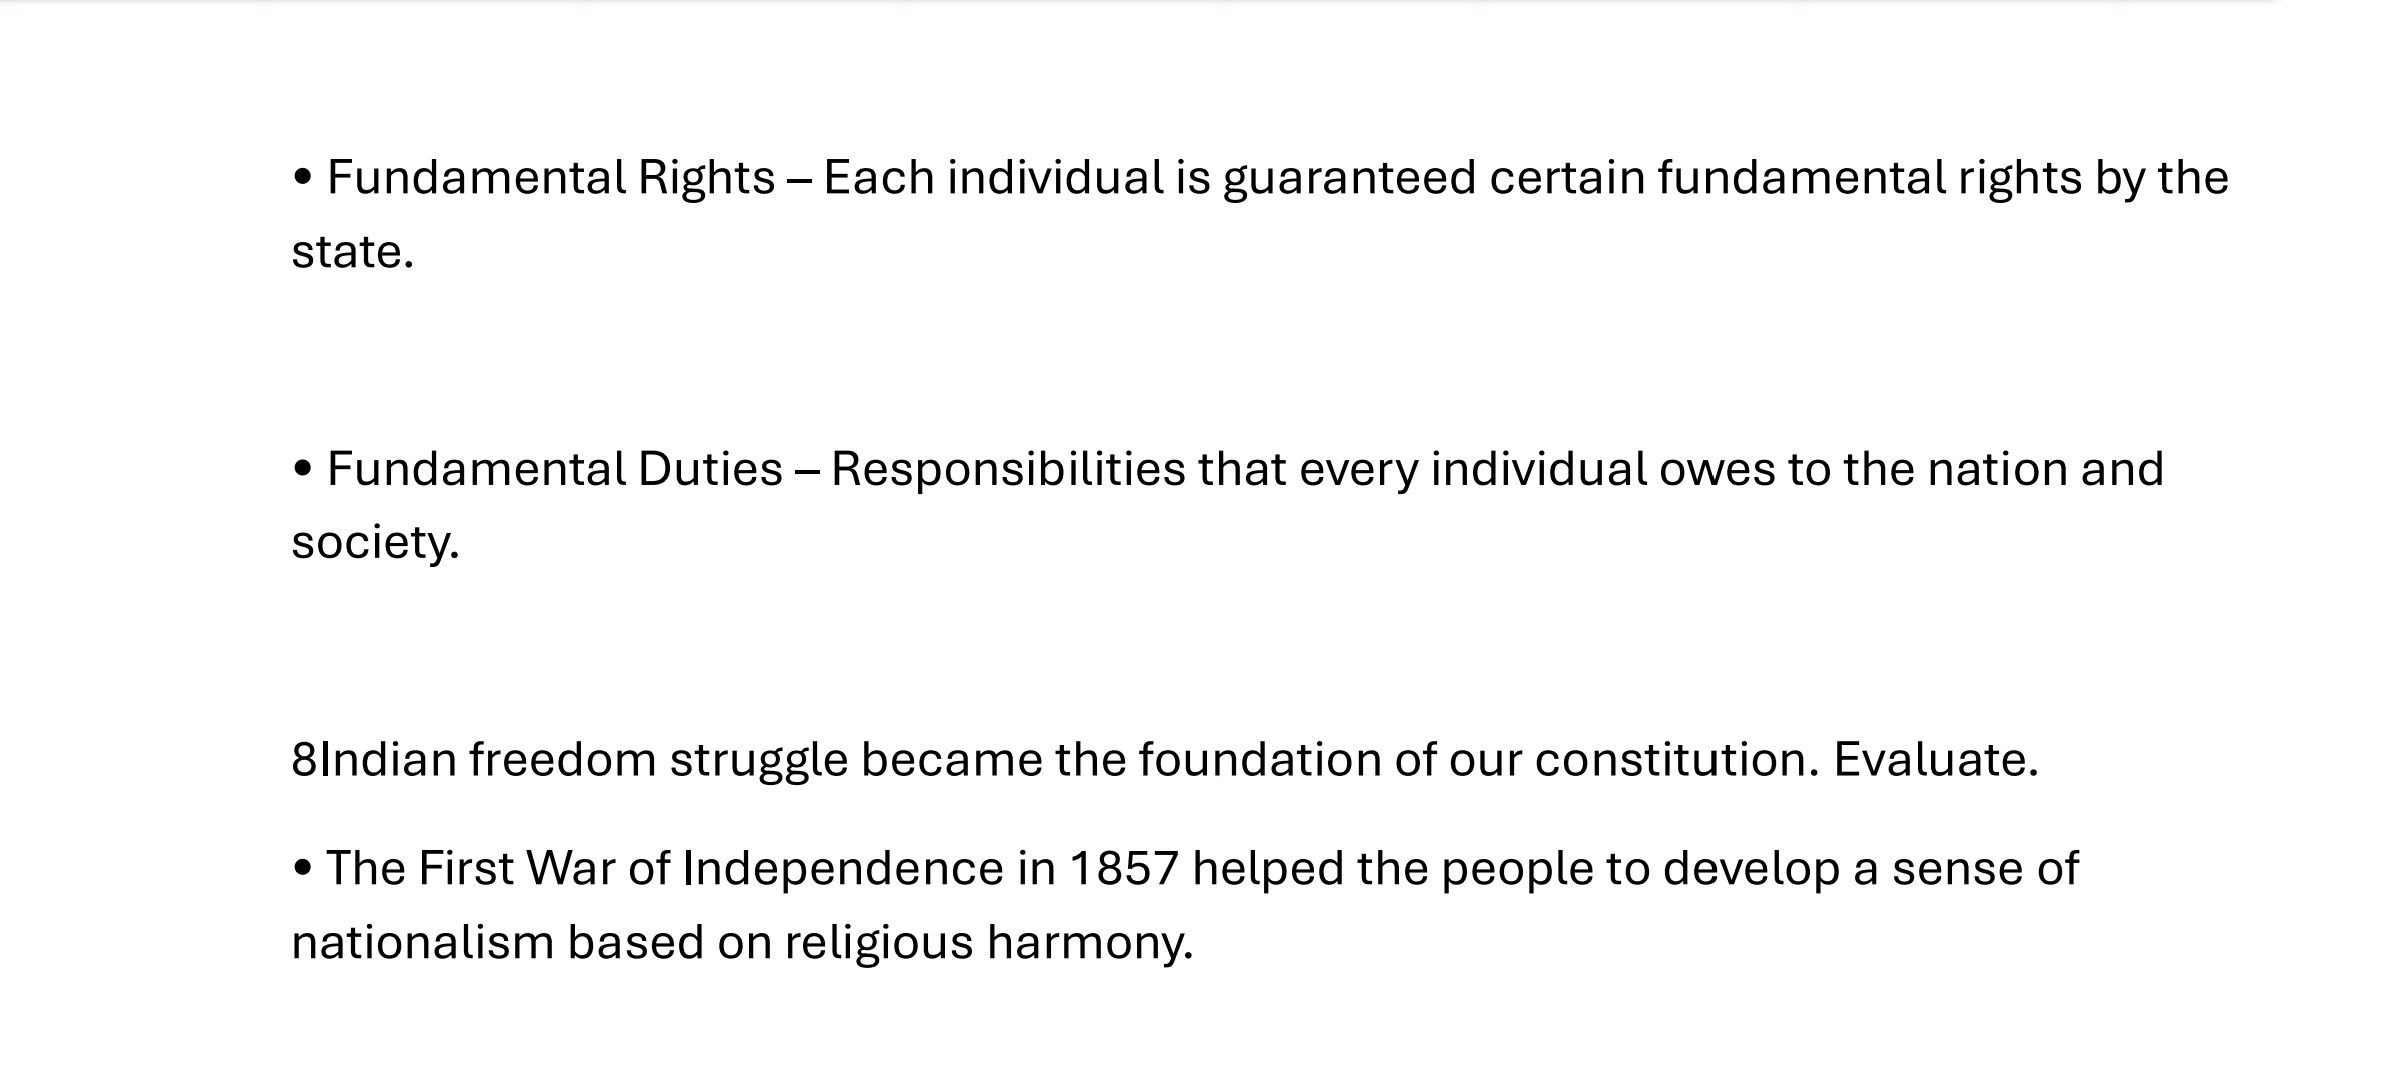 • Fundamental Rights – Each individual is guaranteed certain fundamental rights by the
state.
• Fundamental Duties – Responsibilities that every individual owes to the nation and
society.
8Indian freedom struggle became the foundation of our constitution. Evaluate.
• The First War of Independence in 1857 helped the people to develop a sense of
nationalism based on religious harmony.